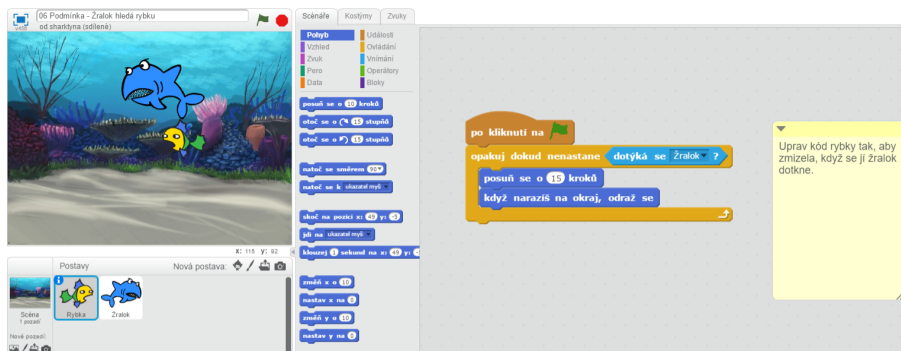 06 Podmínka - Žralok hledá rybku
od sharktyna (sdílené)
Scénáře
Kostýmy
Zvuky
Pohyb
Události
Vzhled
Ovládání
Zvuk
Vnímání
Pero
Operátory
Data
Bloky
posuň se o 10 kroků
otoč se o 15 stupňů
otoč se o 15 stupňů
natoč se směrem 90
natoč se k ukazatel myš
skoč na pozici x: 49 y: -5
jdi na ukazatel myš
klouzej 1 sekund na x: 49 y:
změň x o 10
nastav x na 0
změň y o 10
nastav y na 0
po kliknutí na
opakuj dokud nenastane dotýká se Žralok ?
posuň se o 15 kroků
když narazíš na okraj, odraž se
Uprav kód rybky tak, aby
zmizela, když se jí žralok
dotkne.
x: 116 y: 92
Postavy
Nová postava:
Scéna
1 pozadí
Rybka
Žralok
Nové pozadí: